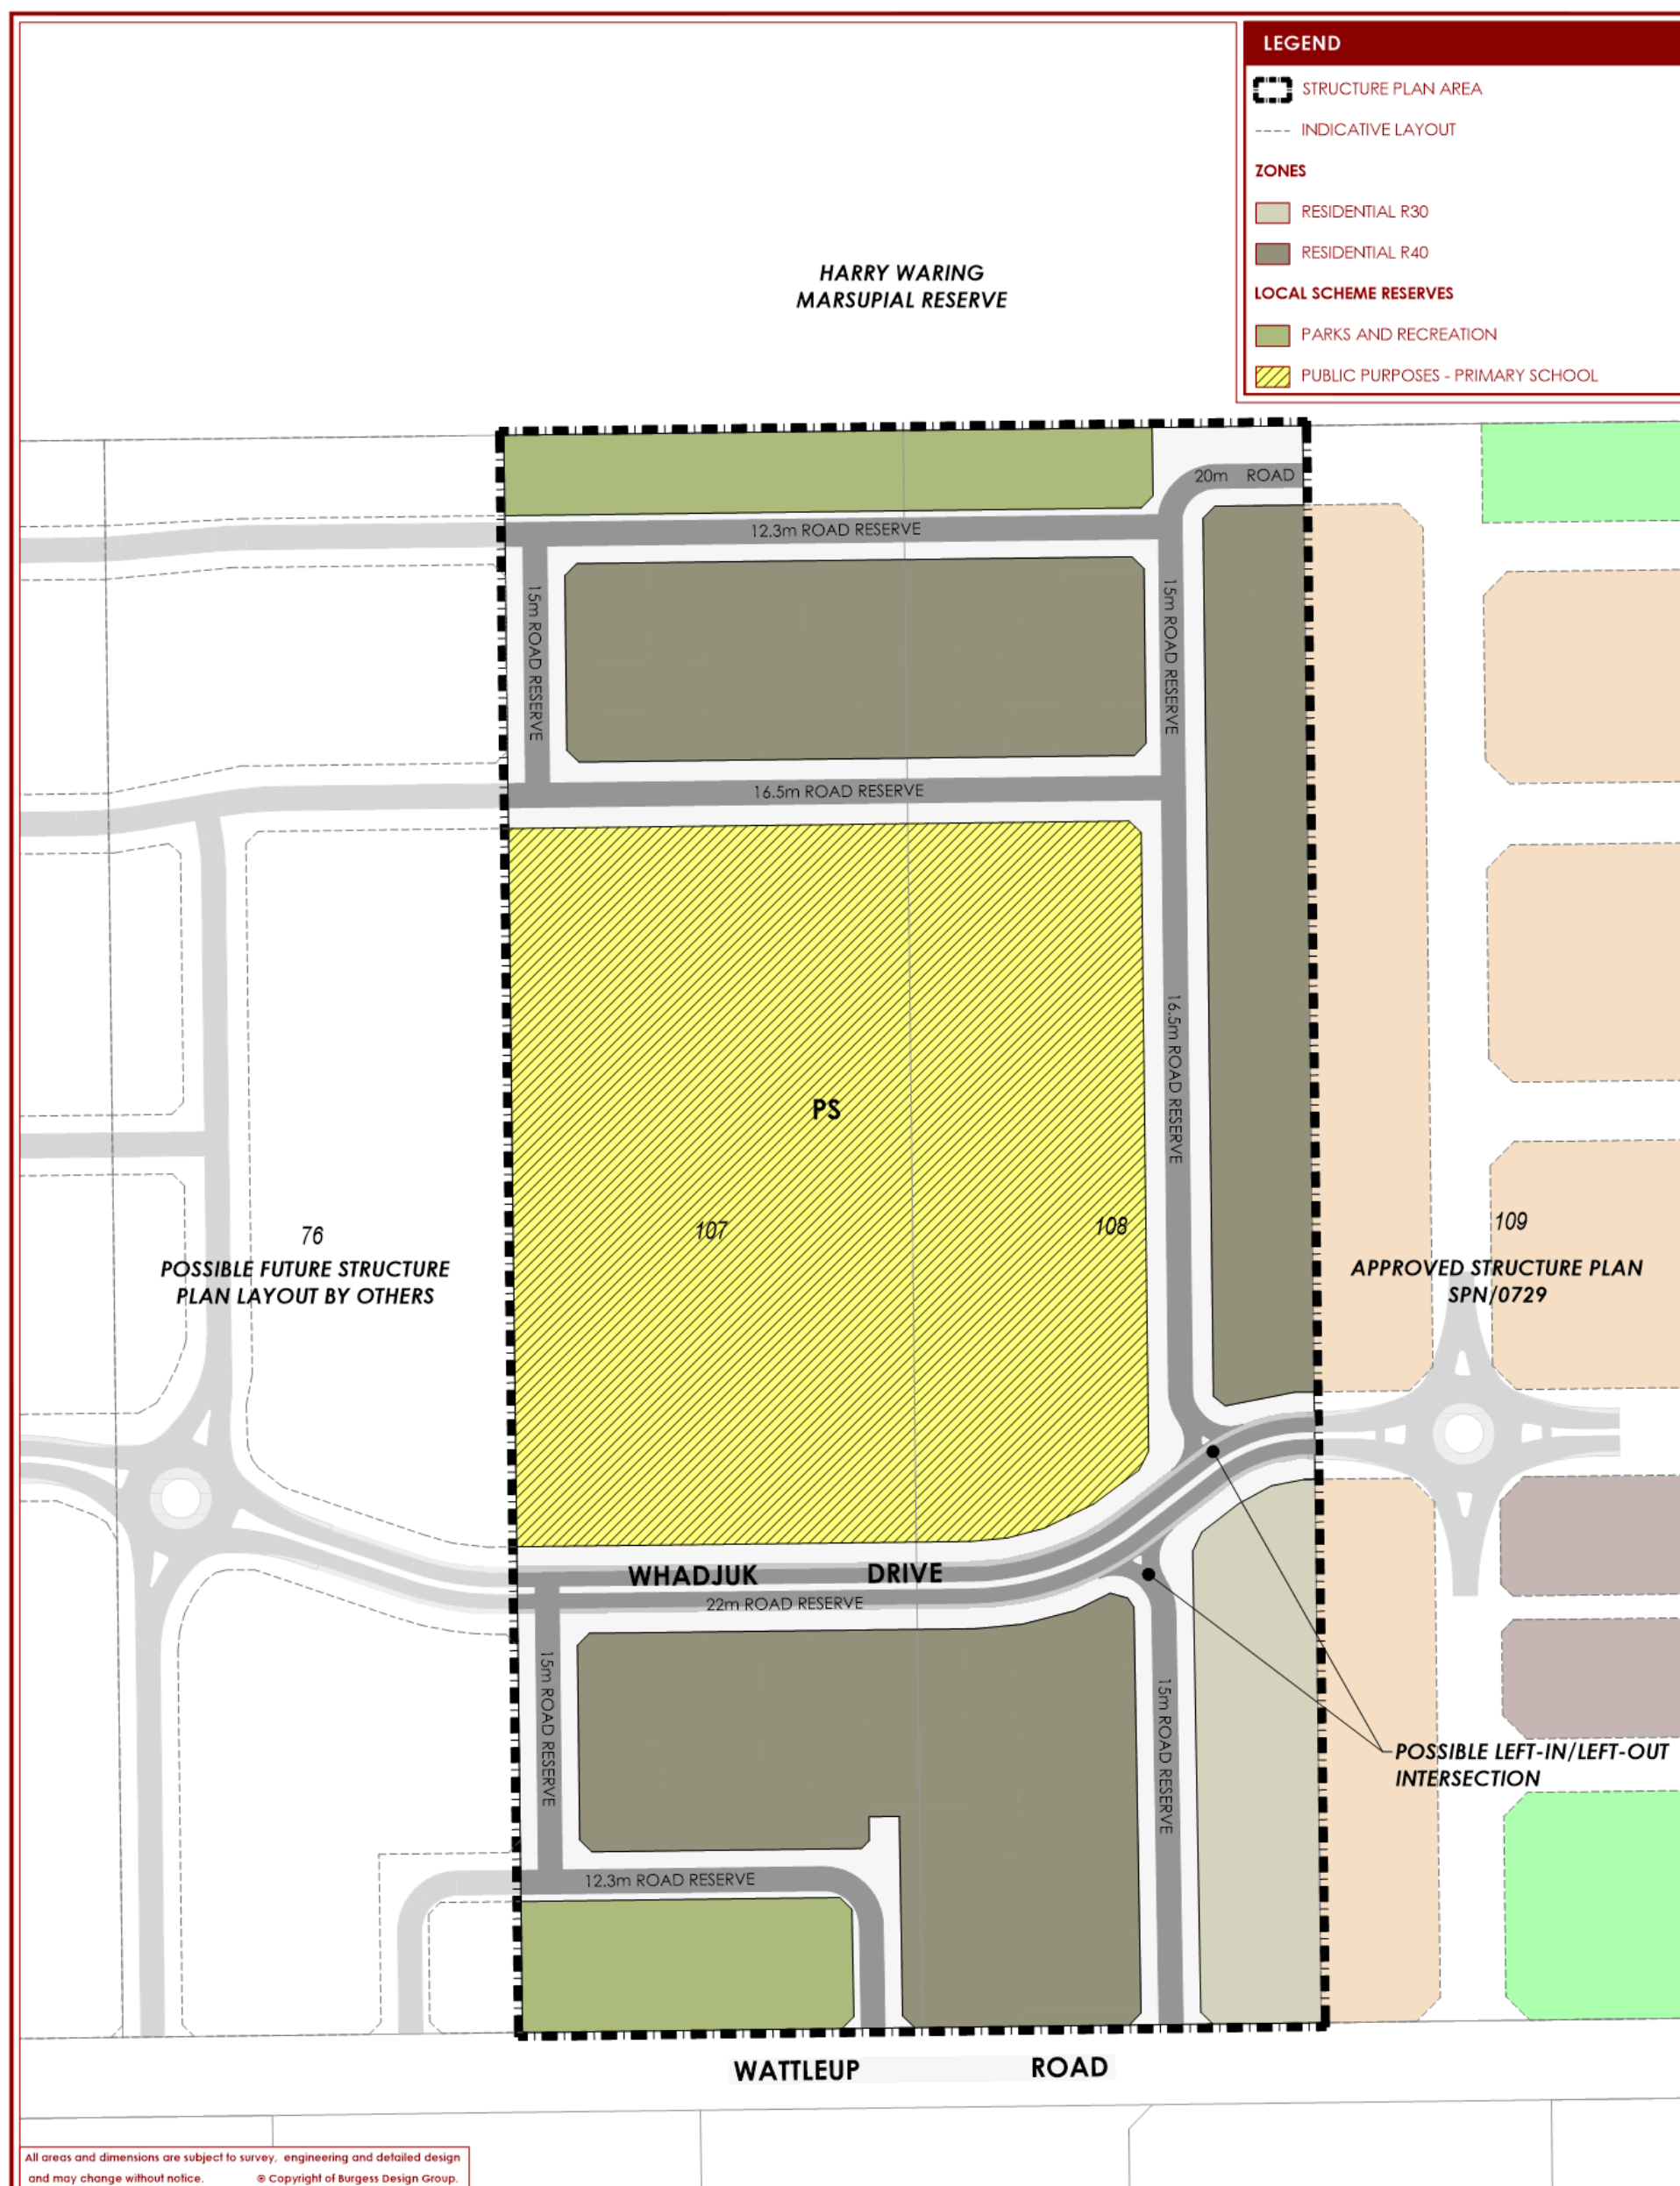 LEGEND
STRUCTURE PLAN AREA
INDICATIVE LAYOUT
ZONES
RESIDENTIAL R30
RESIDENTIAL R40
LOCAL SCHEME RESERVES
PARKS AND RECREATION
PUBLIC PURPOSES - PRIMARY SCHOOL
HARRY WARING
MARSUPIAL RESERVE
20m ROAD
12.3m ROAD RESERVE
15m ROAD RESERVE
15m ROAD RESERVE
16.5m ROAD RESERVE
16.5m ROAD RESERVE
PS
107
108
76
POSSIBLE FUTURE STRUCTURE
PLAN LAYOUT BY OTHERS
109
APPROVED STRUCTURE PLAN
SPN/0729
WHADJUK DRIVE
22m ROAD RESERVE
15m ROAD RESERVE
15m ROAD RESERVE
POSSIBLE LEFT-IN/LEFT-OUT
INTERSECTION
12.3m ROAD RESERVE
WATTLEUP ROAD
All areas and dimensions are subject to survey, engineering and detailed design
and may change without notice. © Copyright of Burgess Design Group.